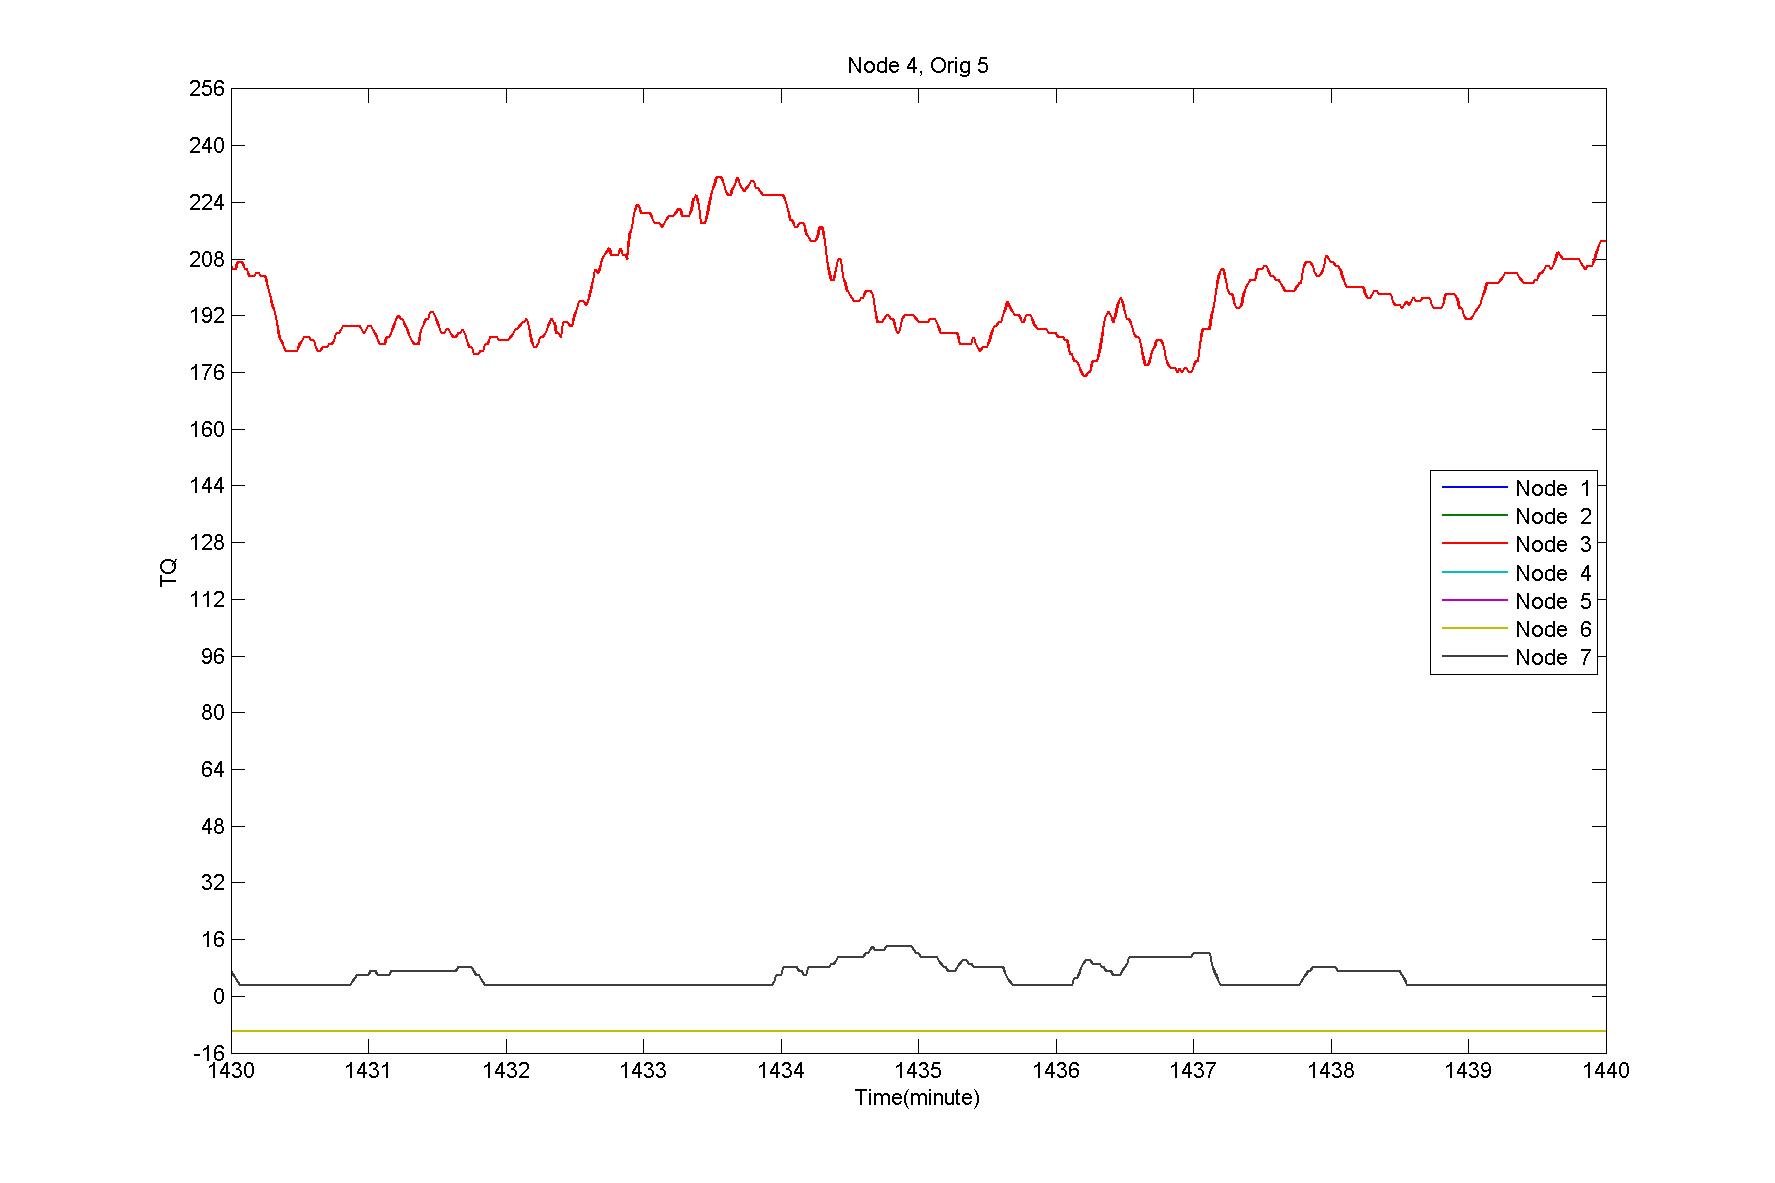 Node 4, Orig 5
256
240
224
208
192
176
160
144
128
112
96
80
64
48
32
16
0
-16
TQ
Node 1
Node 2
Node 3
Node 4
Node 5
Node 6
Node 7
1430 1431 1432 1433 1434 1435 1436 1437 1438 1439 1440
Time(minute)